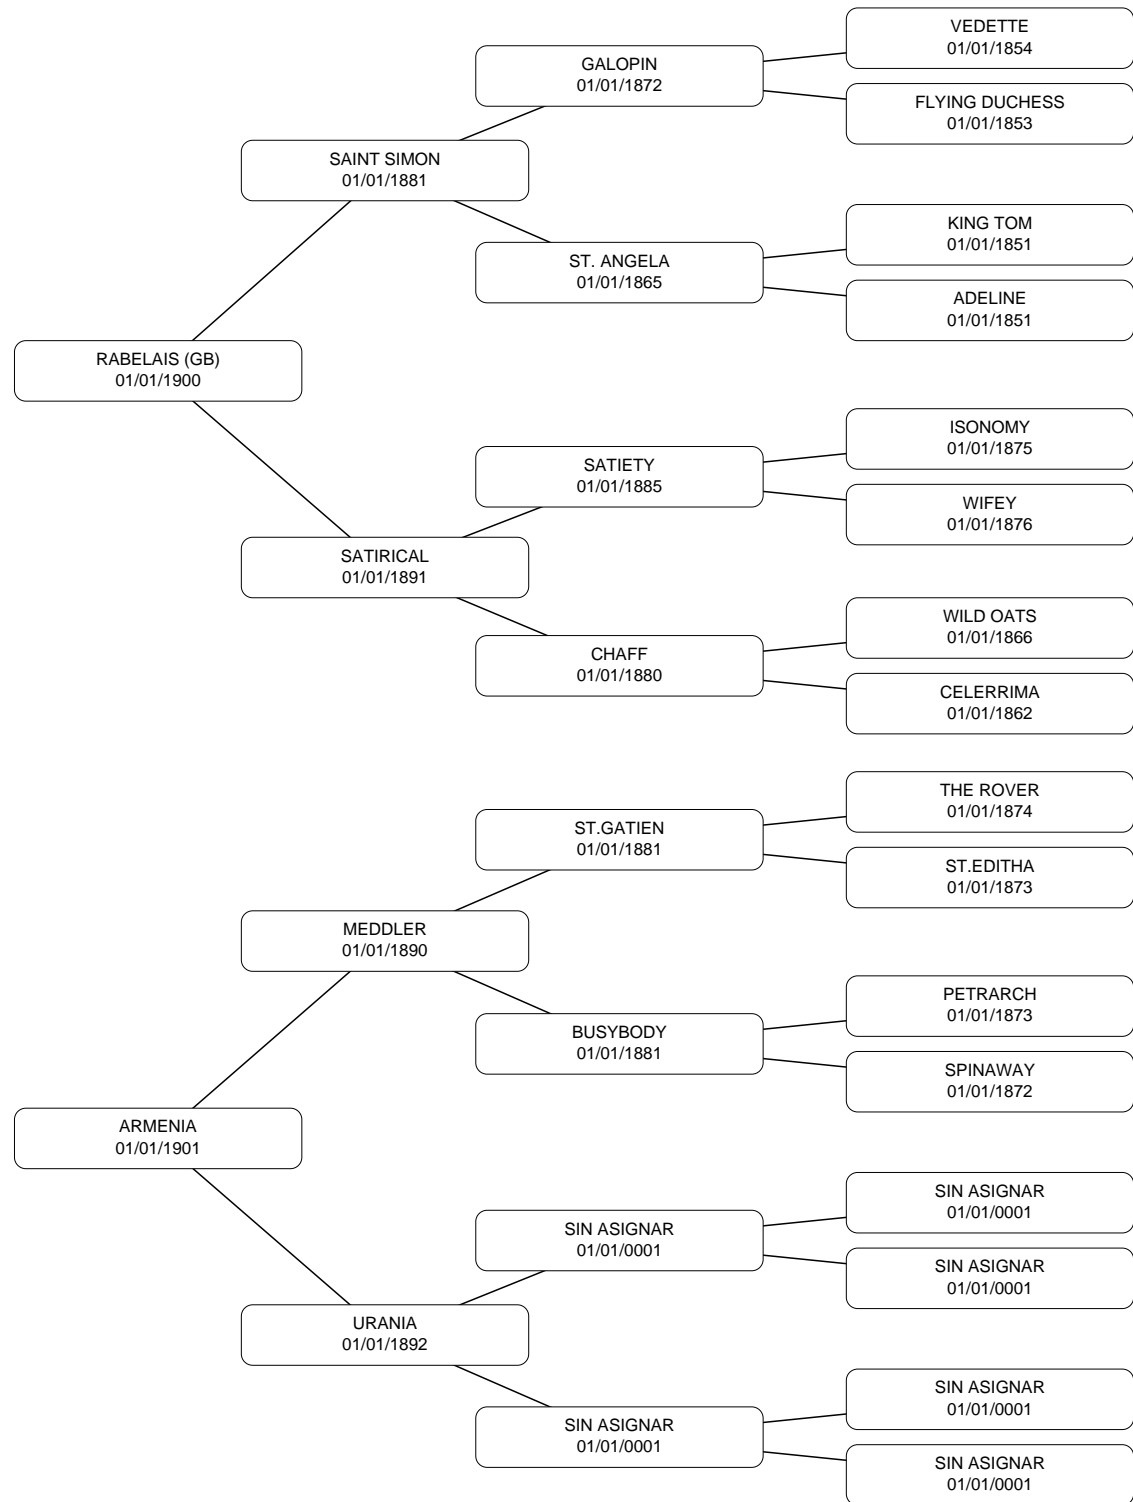 VEDETTE
01/01/1854
GALOPIN
01/01/1872
FLYING DUCHESS
01/01/1853
SAINT SIMON
01/01/1881
KING TOM
01/01/1851
ST. ANGELA
01/01/1865
ADELINE
01/01/1851
RABELAIS (GB)
01/01/1900
ISONOMY
01/01/1875
SATIETY
01/01/1885
WIFEY
01/01/1876
SATIRICAL
01/01/1891
WILD OATS
01/01/1866
CHAFF
01/01/1880
CELERRIMA
01/01/1862
THE ROVER
01/01/1874
ST.GATIEN
01/01/1881
ST.EDITHA
01/01/1873
MEDDLER
01/01/1890
PETRARCH
01/01/1873
BUSYBODY
01/01/1881
SPINAWAY
01/01/1872
ARMENIA
01/01/1901
SIN ASIGNAR
01/01/0001
SIN ASIGNAR
01/01/0001
SIN ASIGNAR
01/01/0001
URANIA
01/01/1892
SIN ASIGNAR
01/01/0001
SIN ASIGNAR
01/01/0001
SIN ASIGNAR
01/01/0001